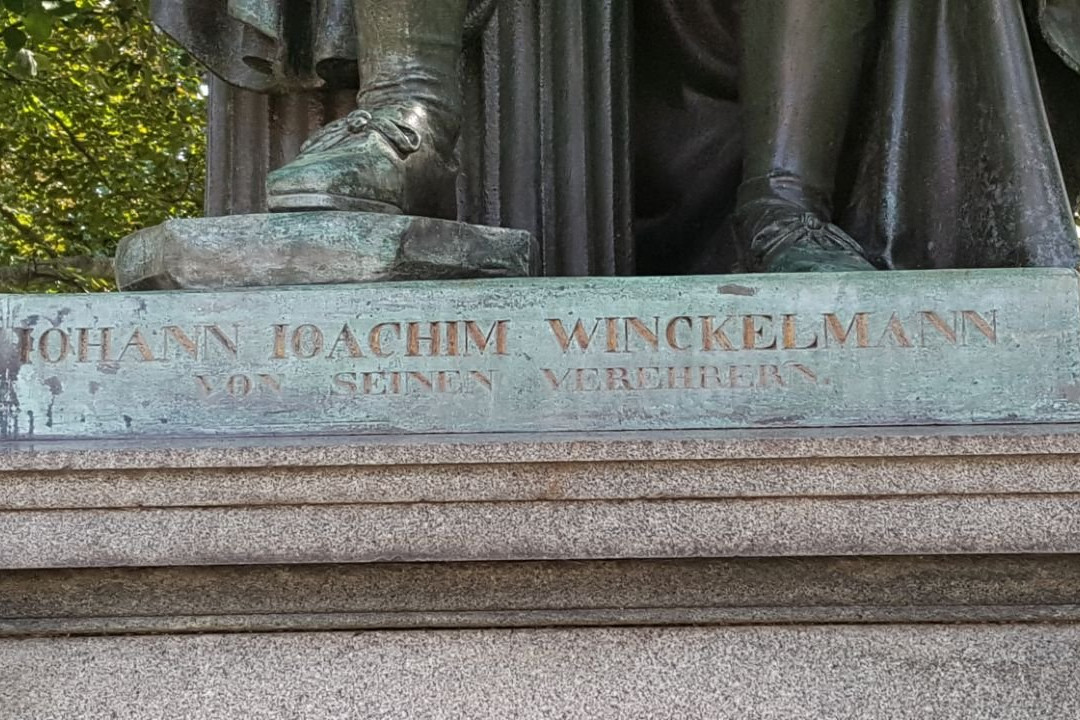 IOHANN IOACHIM WINCKELMANN
VON SEINEN VEREHRERN.